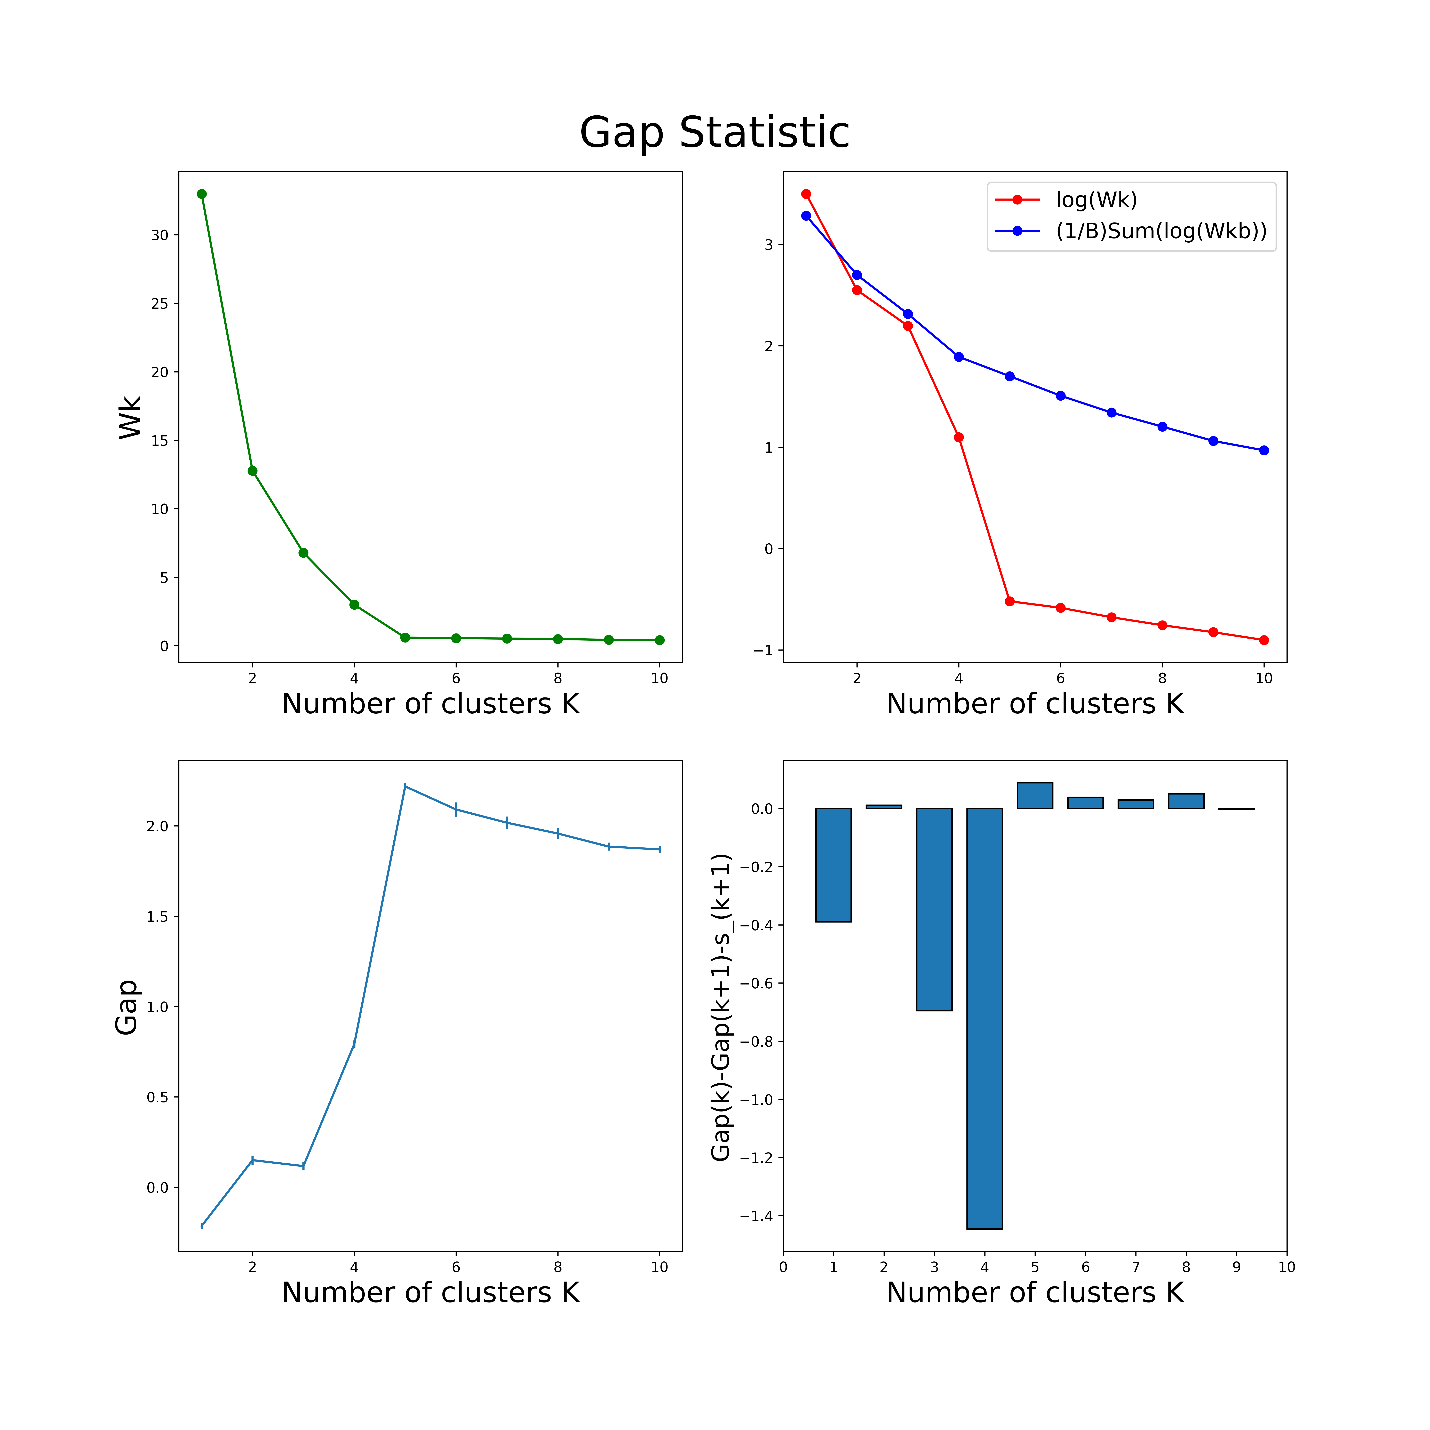 Gap Statistic
30
25
20
15
10
5
0
Wk
2 4 6 8 10
Number of clusters K
log(Wk)
(1/B)Sum(log(Wkb))
3
2
1
0
−1
2 4 6 8 10
Number of clusters K
2.0
1.5
1.0
0.5
0.0
Gap
2 4 6 8 10
Number of clusters K
0.0
−0.2
−0.4
−0.6
−0.8
−1.0
−1.2
−1.4
Gap(k)-Gap(k+1)-s_(k+1)
0 1 2 3 4 5 6 7 8 9 10
Number of clusters K